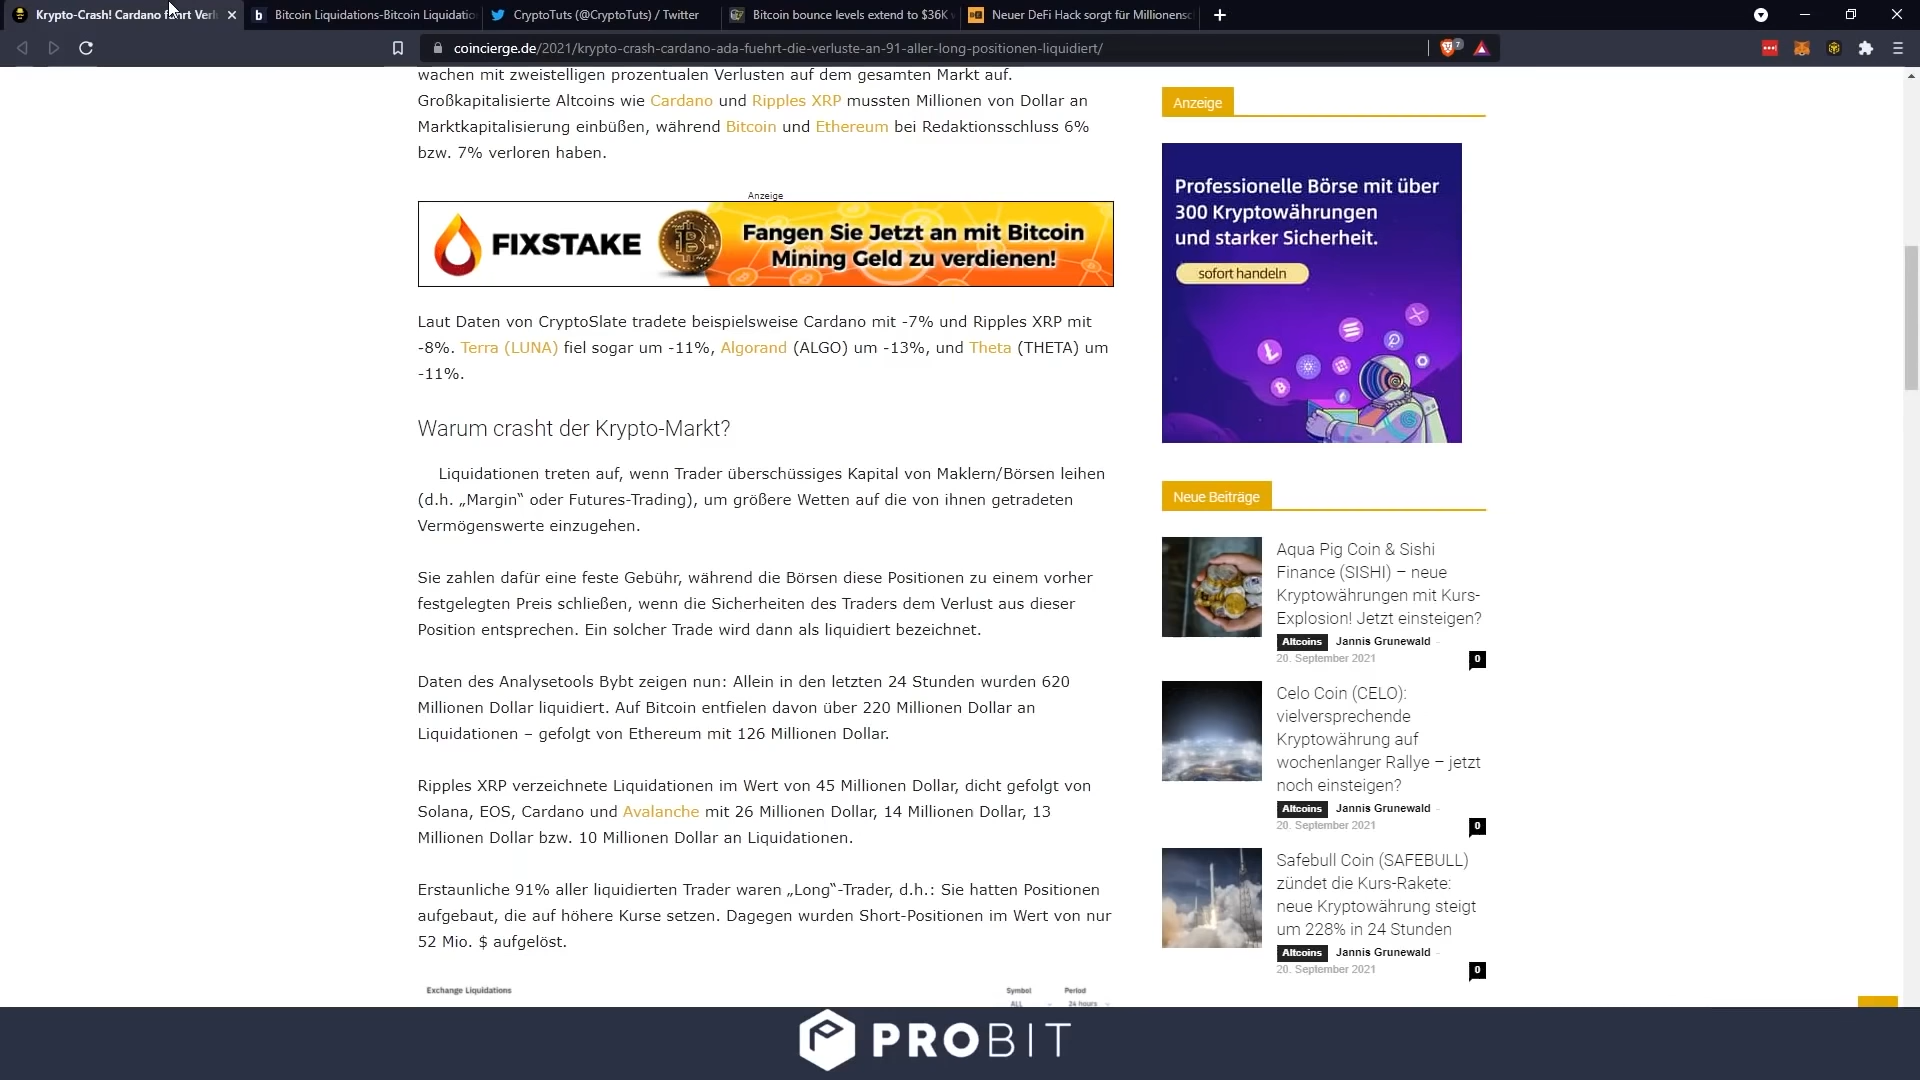 Krypto-Crash! Cardano führt Verl
Bitcoin Liquidations-Bitcoin Liquidatio
CryptoTuts (@CryptoTuts) / Twitter
Bitcoin bounce levels extend to $36K
Neuer DeFi Hack sorgt für Millionensc
coincierge.de/2021/krypto-crash-cardano-ada-fuehrt-die-verluste-an-91-aller-long-positionen-liquidiert/
7
wachen mit zweistelligen prozentualen Verlusten auf dem gesamten Markt auf.
Großkapitalisierte Altcoins wie Cardano und Ripples XRP mussten Millionen von Dollar an
Marktkapitalisierung einbüßen, während Bitcoin und Ethereum bei Redaktionsschluss 6%
bzw. 7% verloren haben.
Anzeige
FIXSTAKE
Fangen Sie Jetzt an mit Bitcoin
Mining Geld zu verdienen!
Laut Daten von CryptoSlate tradete beispielsweise Cardano mit -7% und Ripples XRP mit
-8%. Terra (LUNA) fiel sogar um -11%, Algorand (ALGO) um -13%, und Theta (THETA) um
-11%.
Warum crasht der Krypto-Markt?
Liquidationen treten auf, wenn Trader überschüssiges Kapital von Maklern/Börsen leihen
(d.h. „Margin“ oder Futures-Trading), um größere Wetten auf die von ihnen getradeten
Vermögenswerte einzugehen.
Sie zahlen dafür eine feste Gebühr, während die Börsen diese Positionen zu einem vorher
festgelegten Preis schließen, wenn die Sicherheiten des Traders dem Verlust aus dieser
Position entsprechen. Ein solcher Trade wird dann als liquidiert bezeichnet.
Daten des Analysetools Bybt zeigen nun: Allein in den letzten 24 Stunden wurden 620
Millionen Dollar liquidiert. Auf Bitcoin entfielen davon über 220 Millionen Dollar an
Liquidationen – gefolgt von Ethereum mit 126 Millionen Dollar.
Ripples XRP verzeichnete Liquidationen im Wert von 45 Millionen Dollar, dicht gefolgt von
Solana, EOS, Cardano und Avalanche mit 26 Millionen Dollar, 14 Millionen Dollar, 13
Millionen Dollar bzw. 10 Millionen Dollar an Liquidationen.
Erstaunliche 91% aller liquidierten Trader waren „Long“-Trader, d.h.: Sie hatten Positionen
aufgebaut, die auf höhere Kurse setzen. Dagegen wurden Short-Positionen im Wert von nur
52 Mio. $ aufgelöst.
Exchange Liquidations
Symbol
Period
ALL
24 hours
Anzeige
Professionelle Börse mit über
300 Kryptowährungen
und starker Sicherheit.
sofort handeln
Neue Beiträge
Aqua Pig Coin & Sishi
Finance (SISHI) – neue
Kryptowährungen mit Kurs-
Explosion! Jetzt einsteigen?
Altcoins Jannis Grunewald -
20. September 2021
0
Celo Coin (CELO):
vielversprechende
Kryptowährung auf
wochenlanger Rallye – jetzt
noch einsteigen?
Altcoins Jannis Grunewald -
20. September 2021
0
Safebull Coin (SAFEBULL)
zündet die Kurs-Rakete:
neue Kryptowährung steigt
um 228% in 24 Stunden
Altcoins Jannis Grunewald -
20. September 2021
0
PROBIT